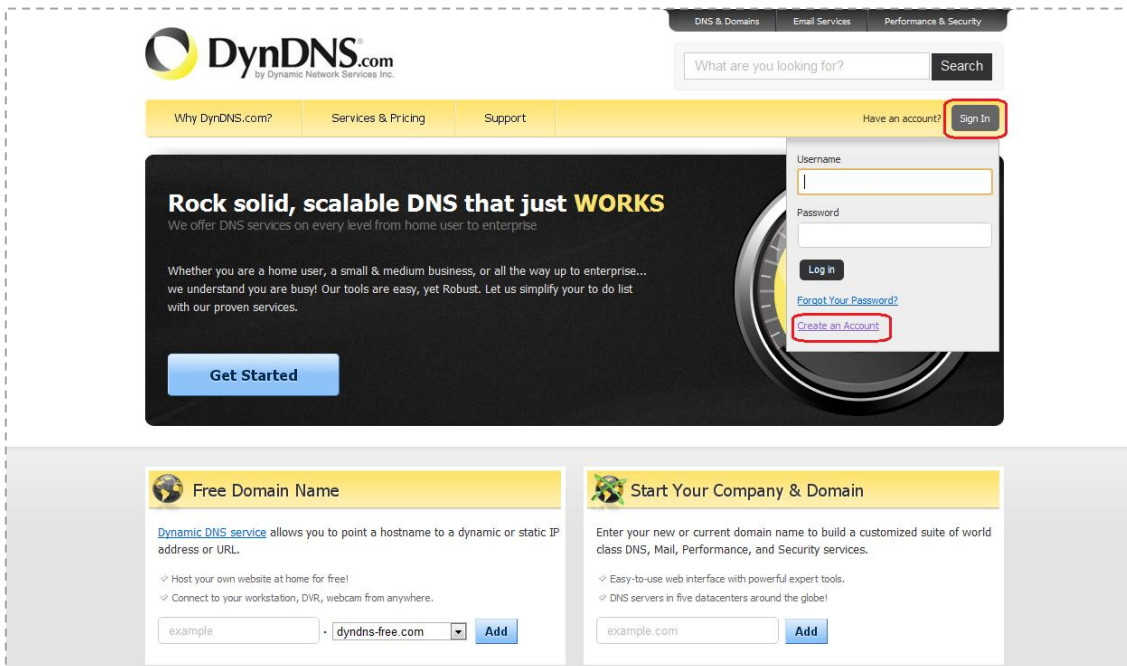 DNS & Domains Email Services Performance & Security
DynDNS.com
by Dynamic Network Services Inc.
What are you looking for? Search
Why DynDNS.com? Services & Pricing Support Have an account? Sign In
Username
Password
Log in
Forgot Your Password?
Create an Account
Rock solid, scalable DNS that just WORKS
We offer DNS services on every level from home user to enterprise
Whether you are a home user, a small & medium business, or all the way up to enterprise...
we understand you are busy! Our tools are easy, yet Robust. Let us simplify your to do list
with our proven services.
Get Started
Free Domain Name
Dynamic DNS service allows you to point a hostname to a dynamic or static IP
address or URL.
Host your own website at home for free!
Connect to your workstation, DVR, webcam from anywhere.
example . dyndns-free.com Add
Start Your Company & Domain
Enter your new or current domain name to build a customized suite of world
class DNS, Mail, Performance, and Security services.
Easy-to-use web interface with powerful expert tools.
DNS servers in five datacenters around the globe!
example.com Add